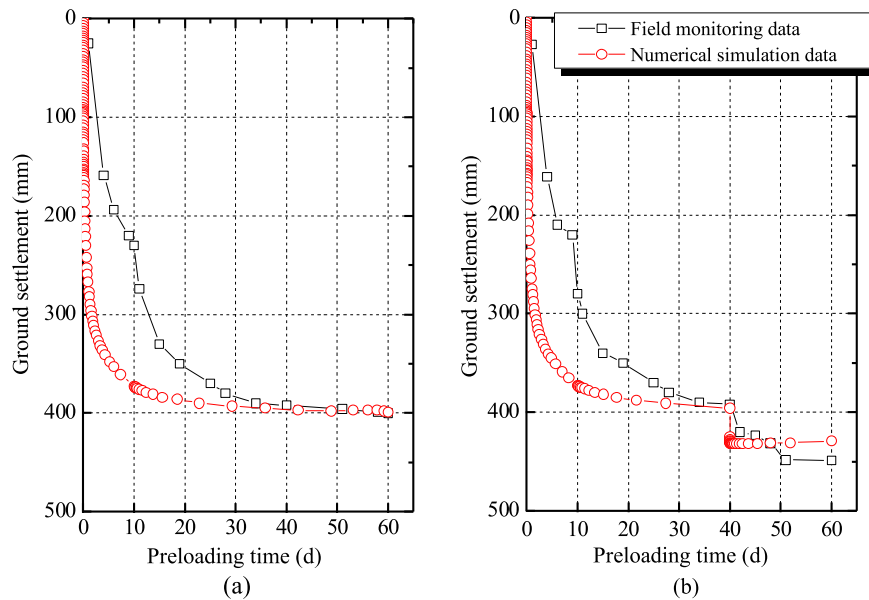 0
100
200
300
400
500
Ground settlement (mm)
0 10 20 30 40 50 60
Preloading time (d)
(a)
Field monitoring data
Numerical simulation data
0
100
200
300
400
500
Ground settlement (mm)
0 10 20 30 40 50 60
Preloading time (d)
(b)